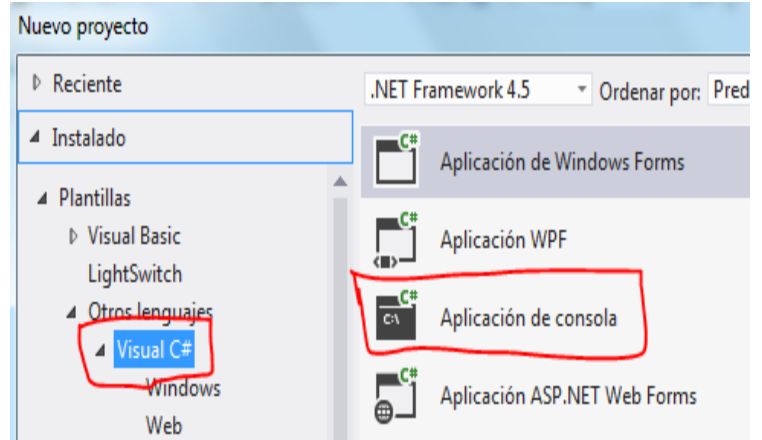 Nuevo proyecto
Reciente
Instalado
Plantillas
Visual Basic
LightSwitch
Otros lenguajes
Visual C#
Windows
Web
.NET Framework 4.5
Ordenar por: Pred
C#
Aplicación de Windows Forms
C#
Aplicación WPF
C#
C:\
Aplicación de consola
C#
Aplicación ASP.NET Web Forms